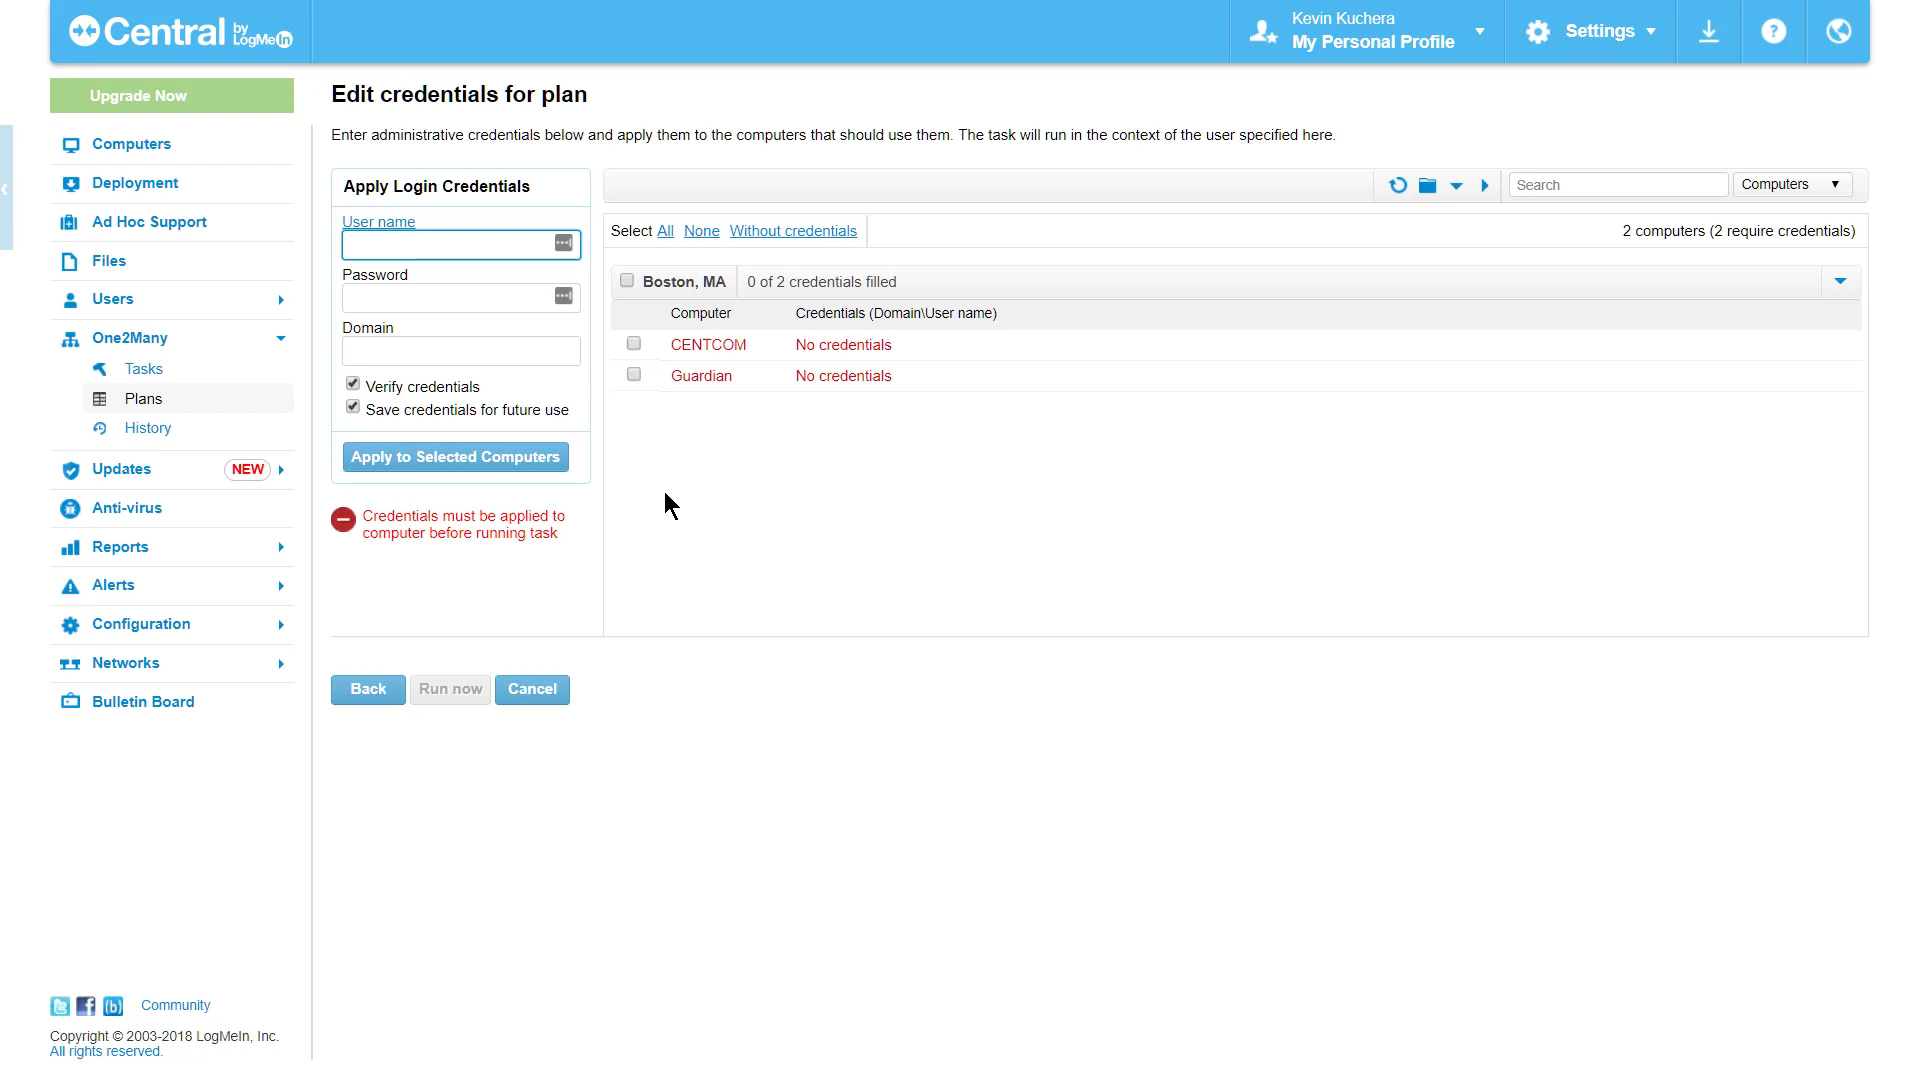 Central by LogMeIn
Kevin Kuchera
My Personal Profile
Settings
?
Upgrade Now
Computers
Deployment
Ad Hoc Support
Files
Users
One2Many
Tasks
Plans
History
Updates NEW
Anti-virus
Reports
Alerts
Configuration
Networks
Bulletin Board
Edit credentials for plan
Enter administrative credentials below and apply them to the computers that should use them. The task will run in the context of the user specified here.
Apply Login Credentials
User name
Password
Domain
Verify credentials
Save credentials for future use
Apply to Selected Computers
Credentials must be applied to
computer before running task
Search
Computers
Select All None Without credentials
2 computers (2 require credentials)
Boston, MA 0 of 2 credentials filled
Computer Credentials (Domain\User name)
CENTCOM No credentials
Guardian No credentials
Back Run now Cancel
Community
Copyright © 2003-2018 LogMeIn, Inc.
All rights reserved.